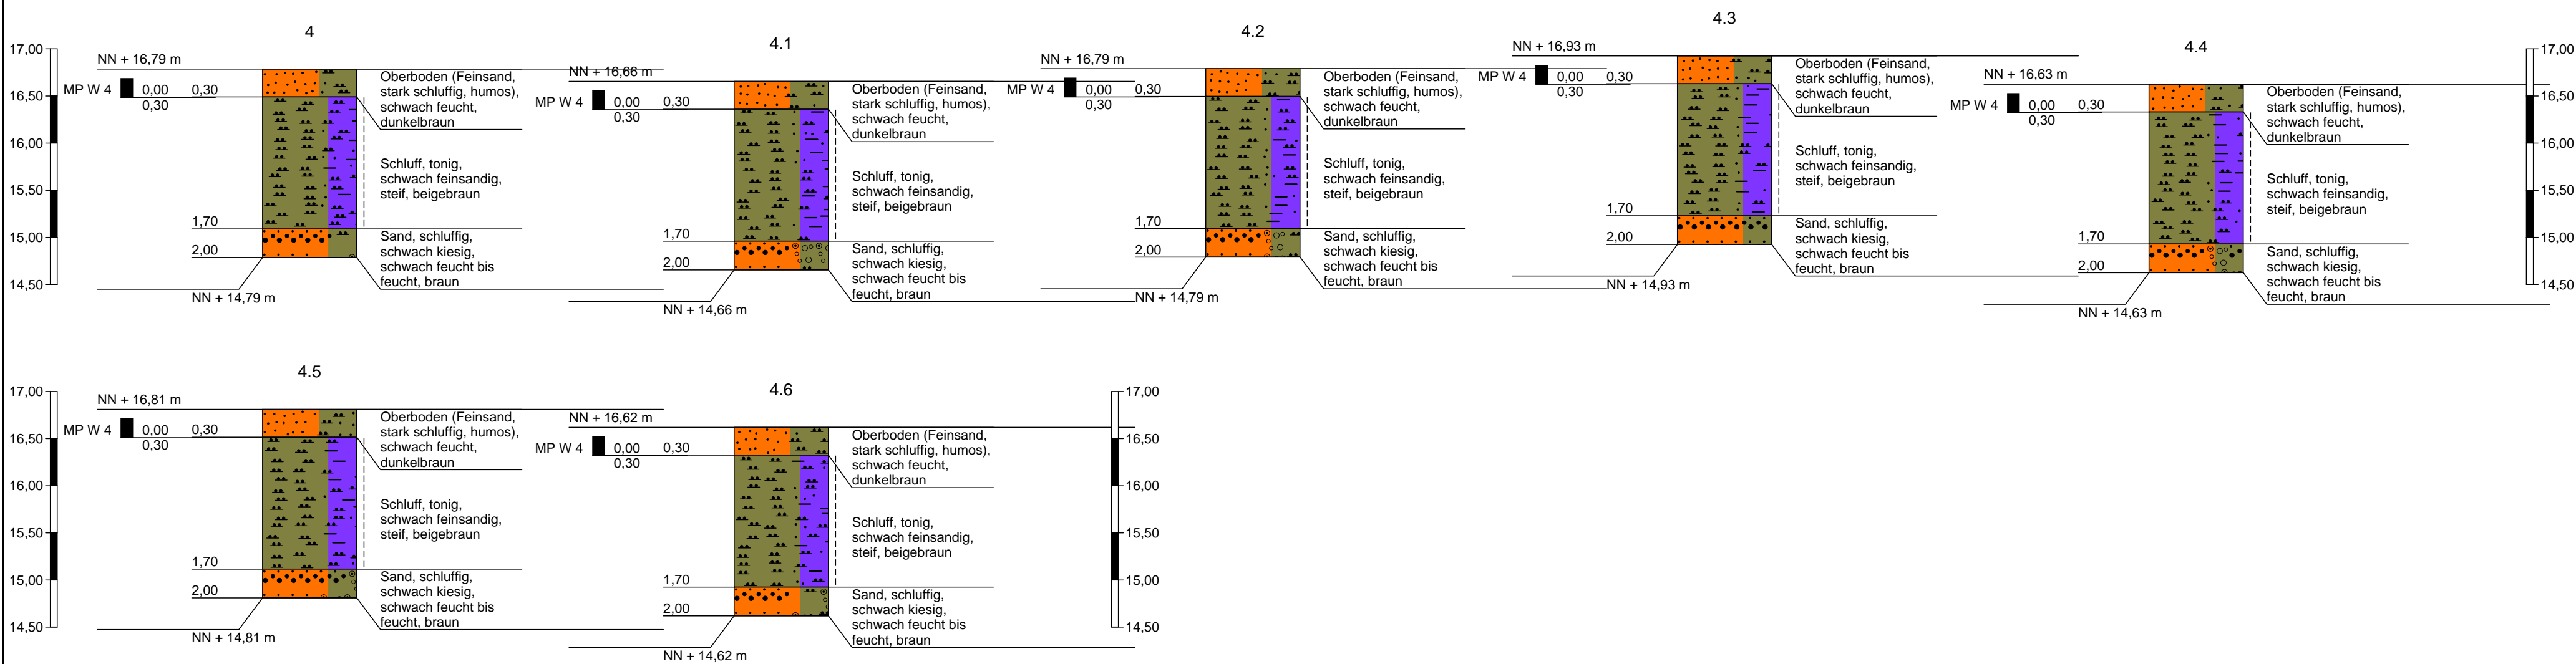 4
NN + 16,79 m
MP W 4
0,00
0,30
0,30
1,70
2,00
NN + 14,79 m
Oberboden (Feinsand,
stark schluffig, humos),
schwach feucht,
dunkelbraun
Schluff, tonig,
schwach feinsandig,
steif, beigebraun
Sand, schluffig,
schwach kiesig,
schwach feucht bis
feucht, braun
17,00
16,50
16,00
15,50
15,00
14,50
4.1
NN + 16,66 m
MP W 4
0,00
0,30
0,30
1,70
2,00
NN + 14,66 m
Oberboden (Feinsand,
stark schluffig, humos),
schwach feucht,
dunkelbraun
Schluff, tonig,
schwach feinsandig,
steif, beigebraun
Sand, schluffig,
schwach kiesig,
schwach feucht bis
feucht, braun
4.2
NN + 16,79 m
MP W 4
0,00
0,30
0,30
1,70
2,00
NN + 14,79 m
Oberboden (Feinsand,
stark schluffig, humos),
schwach feucht,
dunkelbraun
Schluff, tonig,
schwach feinsandig,
steif, beigebraun
Sand, schluffig,
schwach kiesig,
schwach feucht bis
feucht, braun
4.3
NN + 16,93 m
MP W 4
0,00
0,30
0,30
1,70
2,00
NN + 14,93 m
Oberboden (Feinsand,
stark schluffig, humos),
schwach feucht,
dunkelbraun
Schluff, tonig,
schwach feinsandig,
steif, beigebraun
Sand, schluffig,
schwach kiesig,
schwach feucht bis
feucht, braun
4.4
NN + 16,63 m
MP W 4
0,00
0,30
0,30
1,70
2,00
NN + 14,63 m
Oberboden (Feinsand,
stark schluffig, humos),
schwach feucht,
dunkelbraun
Schluff, tonig,
schwach feinsandig,
steif, beigebraun
Sand, schluffig,
schwach kiesig,
schwach feucht bis
feucht, braun
17,00
16,50
16,00
15,50
15,00
14,50
17,00
16,50
16,00
15,50
15,00
14,50
4.5
NN + 16,81 m
MP W 4
0,00
0,30
0,30
1,70
2,00
NN + 14,81 m
Oberboden (Feinsand,
stark schluffig, humos),
schwach feucht,
dunkelbraun
Schluff, tonig,
schwach feinsandig,
steif, beigebraun
Sand, schluffig,
schwach kiesig,
schwach feucht bis
feucht, braun
4.6
NN + 16,62 m
MP W 4
0,00
0,30
0,30
1,70
2,00
NN + 14,62 m
Oberboden (Feinsand,
stark schluffig, humos),
schwach feucht,
dunkelbraun
Schluff, tonig,
schwach feinsandig,
steif, beigebraun
Sand, schluffig,
schwach kiesig,
schwach feucht bis
feucht, braun
17,00
16,50
16,00
15,50
15,00
14,50